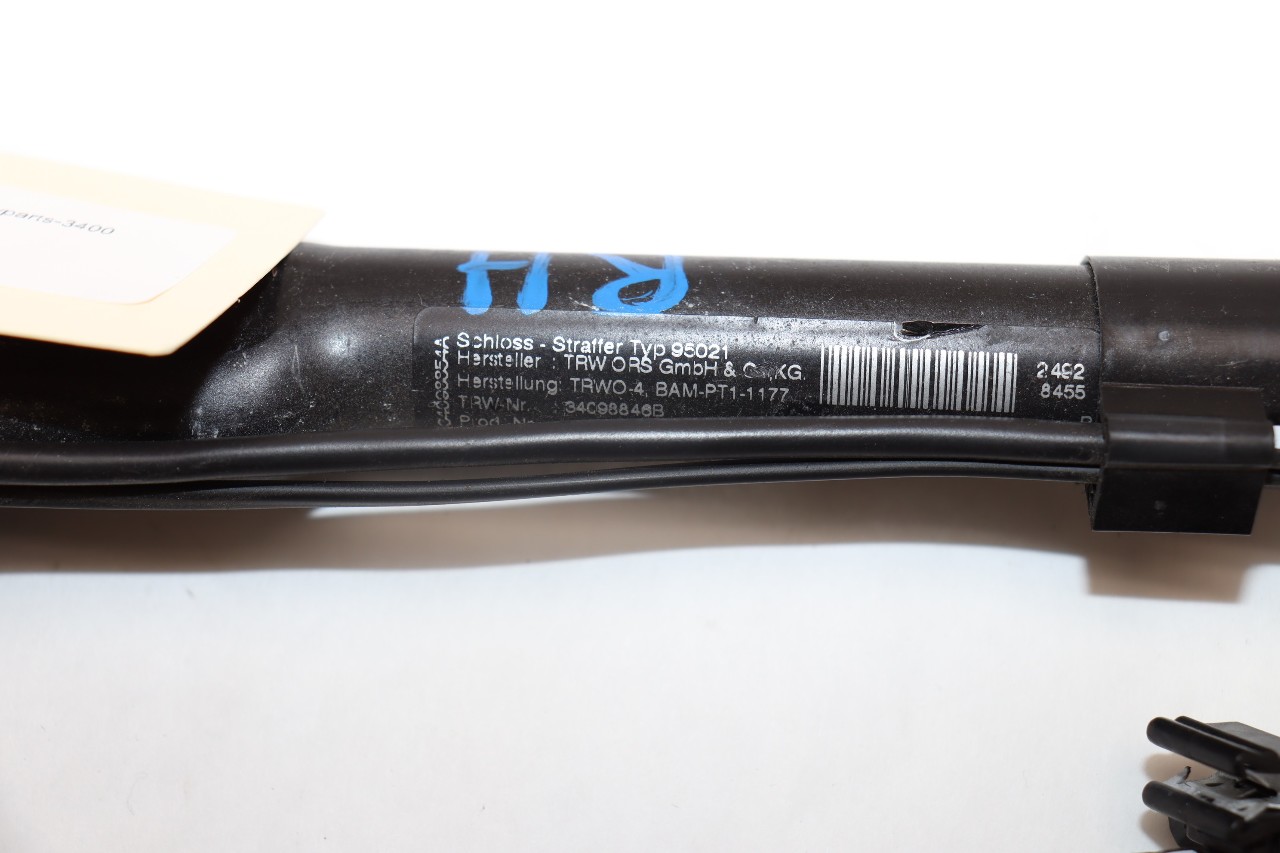 parts-3400
RH
Schloss - Straffer Typ 95021
Hersteller : TRW ORS GmbH & KG.
Herstellung: TRWO-4, BAM-PT1-1177
TRW-Nr. : 34098846B
Prod.
2492
8455